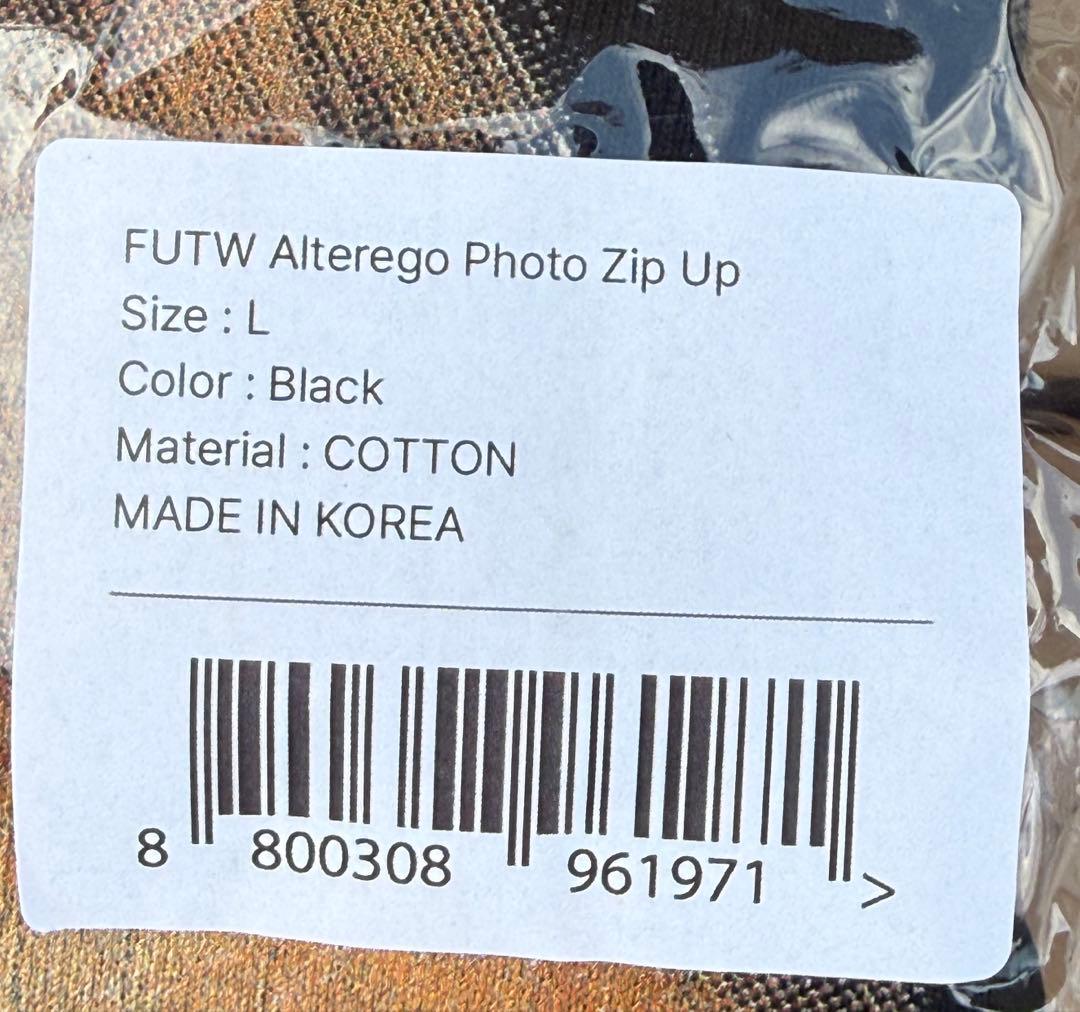 FUTW Alterego Photo Zip Up
Size : L
Color : Black
Material : COTTON
MADE IN KOREA
8 800308 961971 >